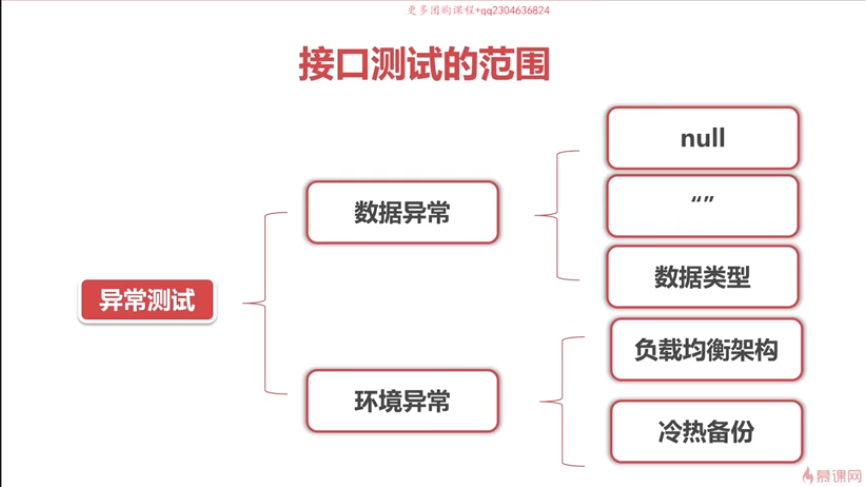 更多团购课程+qq2304636824
接口测试的范围
异常测试
数据异常
null
“”
数据类型
环境异常
负载均衡架构
冷热备份
慕课网